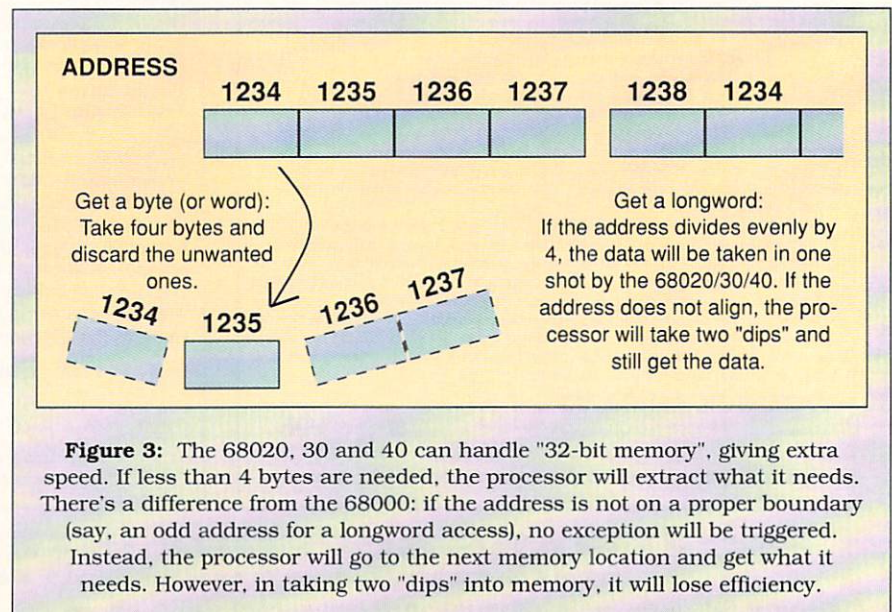 ADDRESS
1234 1235 1236 1237 1238 1234
Get a byte (or word):
Take four bytes and
discard the unwanted
ones.
1234 1235 1236 1237
Get a longword:
If the address divides evenly by
4, the data will be taken in one
shot by the 68020/30/40. If the
address does not align, the pro-
cessor will take two "dips" and
still get the data.
Figure 3: The 68020, 30 and 40 can handle "32-bit memory", giving extra
speed. If less than 4 bytes are needed, the processor will extract what it needs.
There's a difference from the 68000: if the address is not on a proper boundary
(say, an odd address for a longword access), no exception will be triggered.
Instead, the processor will go to the next memory location and get what it
needs. However, in taking two "dips" into memory, it will lose efficiency.